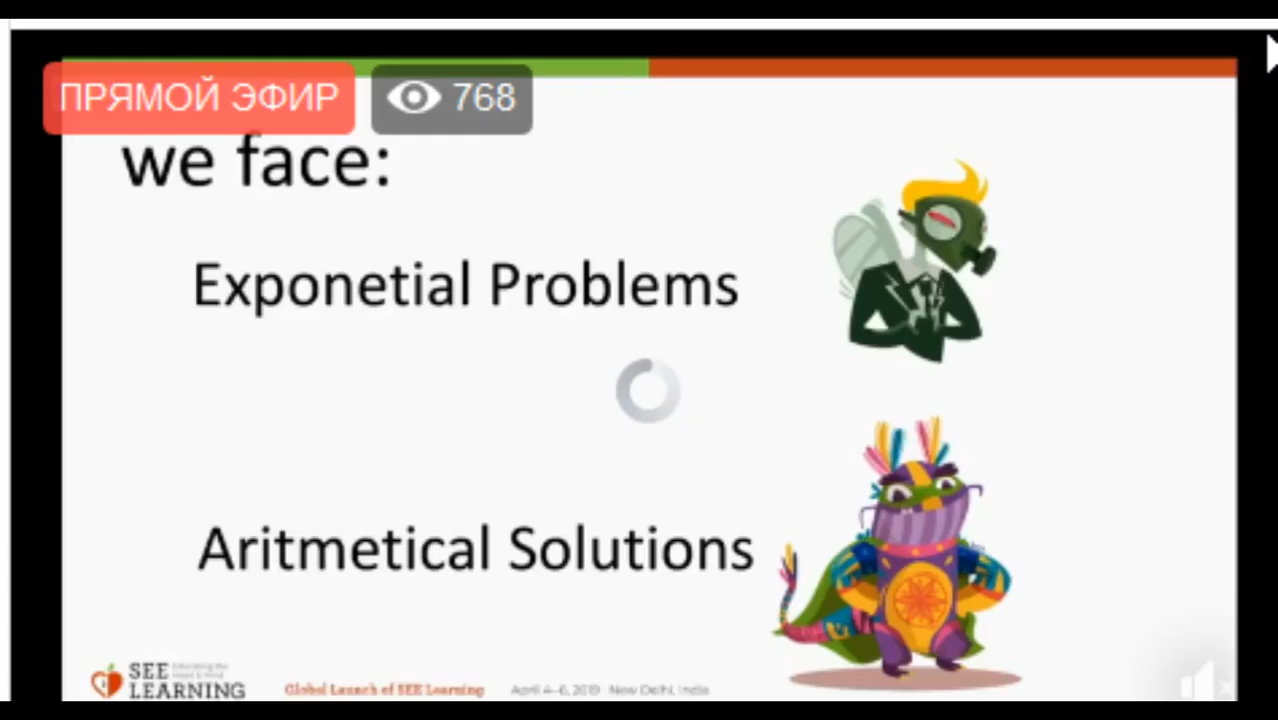 ПРЯМОЙ ЭФИР 768
we face:
Exponetial Problems
Aritmetical Solutions
SEE
LEARNING
Global Launch of SEE Learning April 4-6, 2019 New Delhi, India